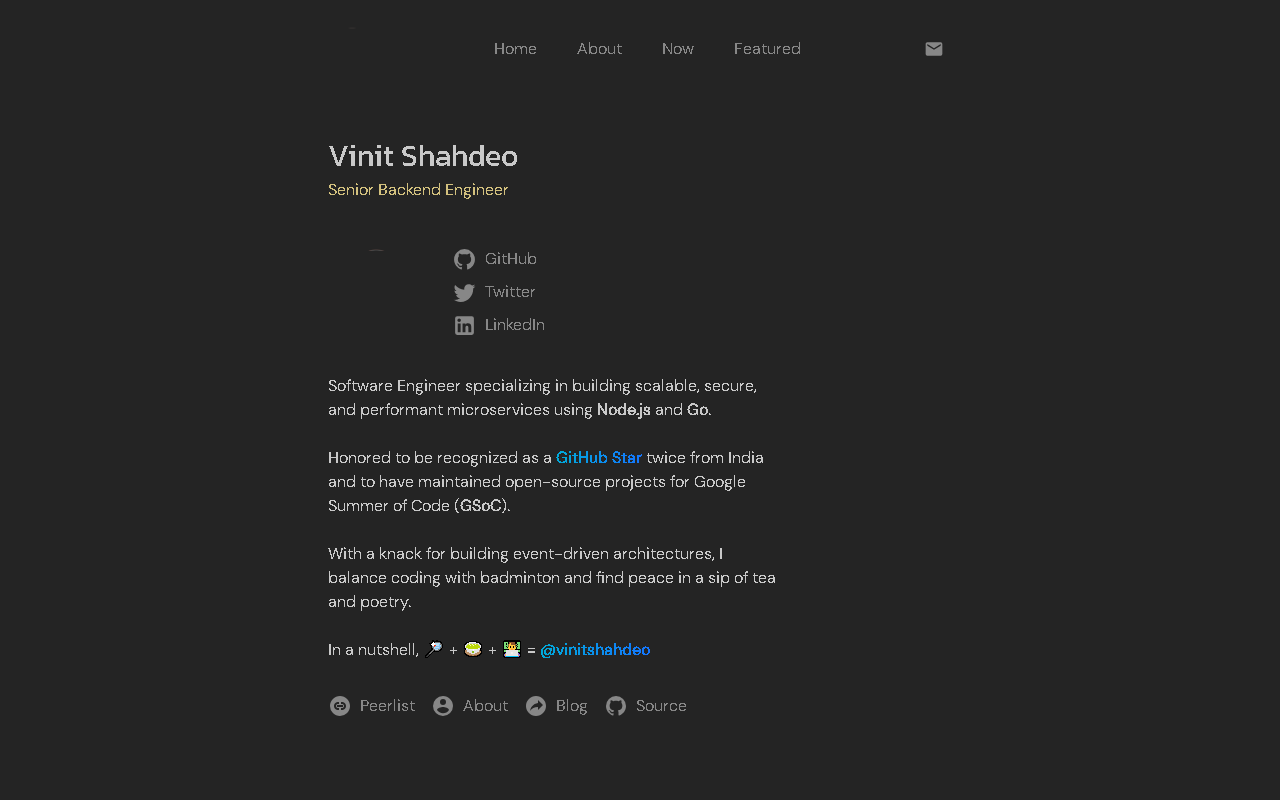 Home About Now Featured
Vinit Shahdeo
Senior Backend Engineer
GitHub
Twitter
LinkedIn
Software Engineer specializing in building scalable, secure,
and performant microservices using Node.js and Go.
Honored to be recognized as a GitHub Star twice from India
and to have maintained open-source projects for Google
Summer of Code (GSoC).
With a knack for building event-driven architectures, I
balance coding with badminton and find peace in a sip of tea
and poetry.
In a nutshell, 🔎 + 🍵 + 👨‍💻 = @vinitshahdeo
Peerlist About Blog Source